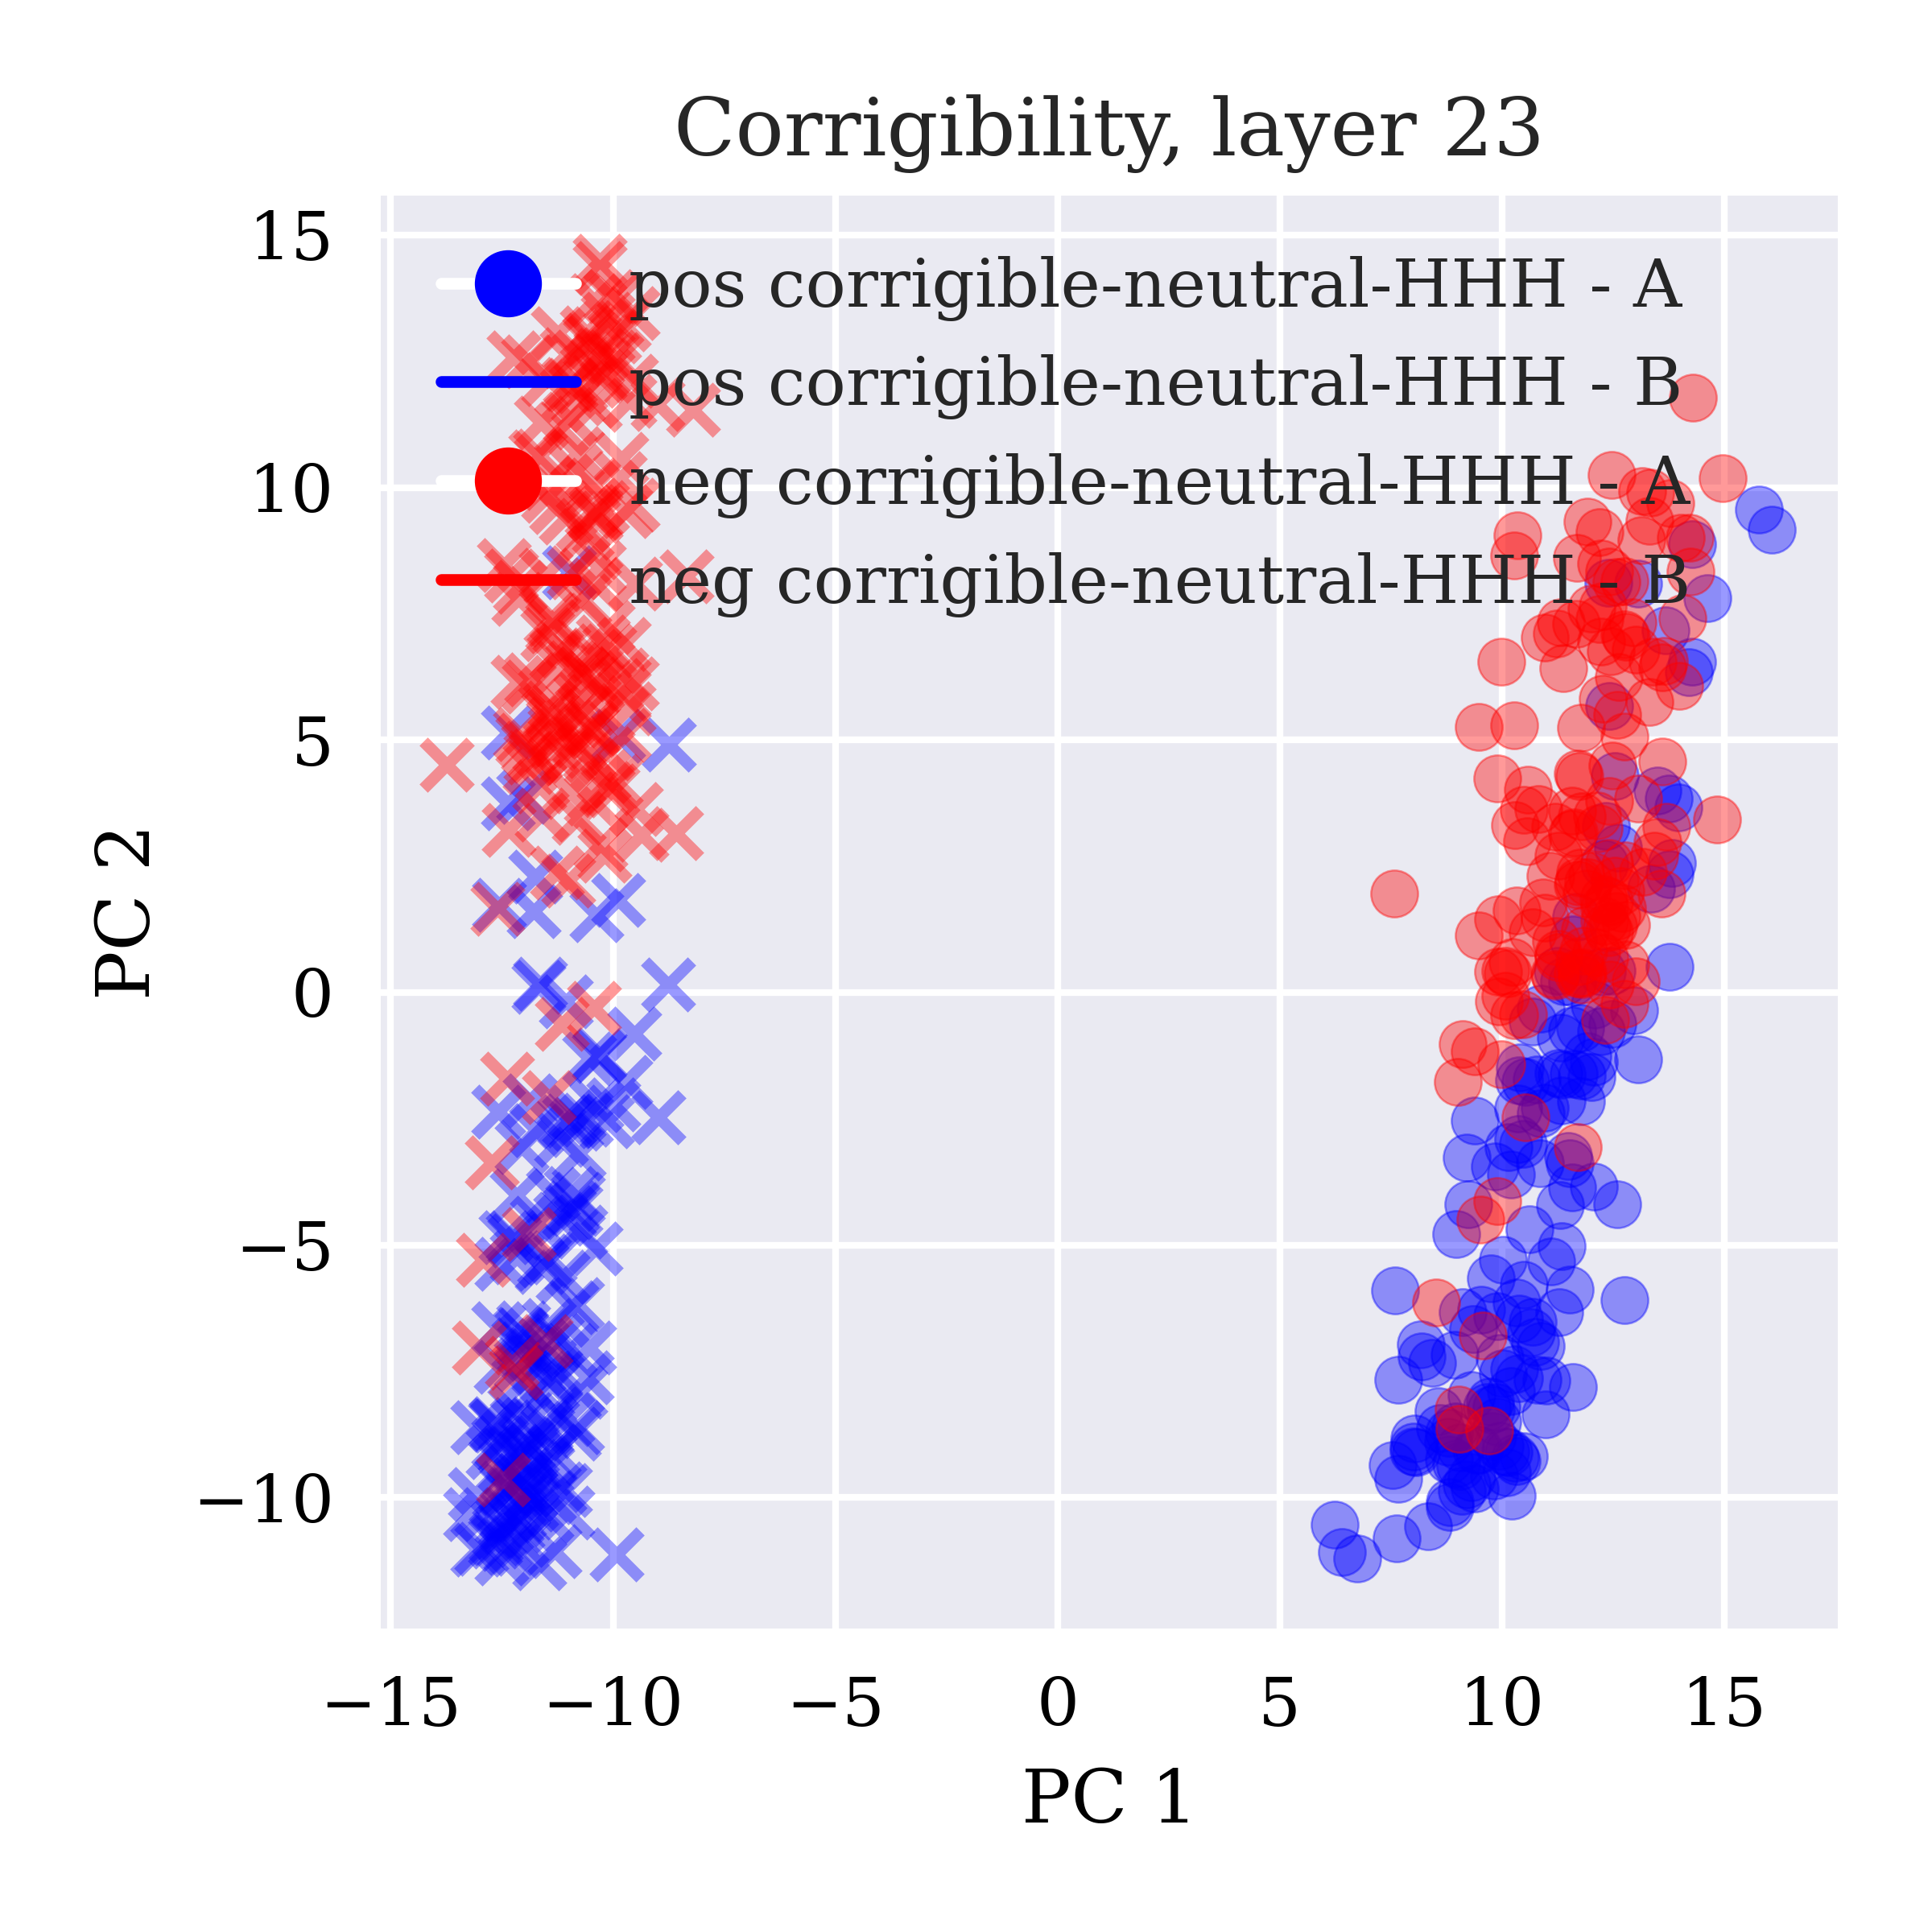 Corrigibility, layer 23
15
pos corrigible-neutral-HHH - A
pos corrigible-neutral-HHH - B
10
neg corrigible-neutral-HHH - A
neg corrigible-neutral-HHH - B
5
PC 2
0
−5
−10
−15 −10 −5 0 5 10 15
PC 1